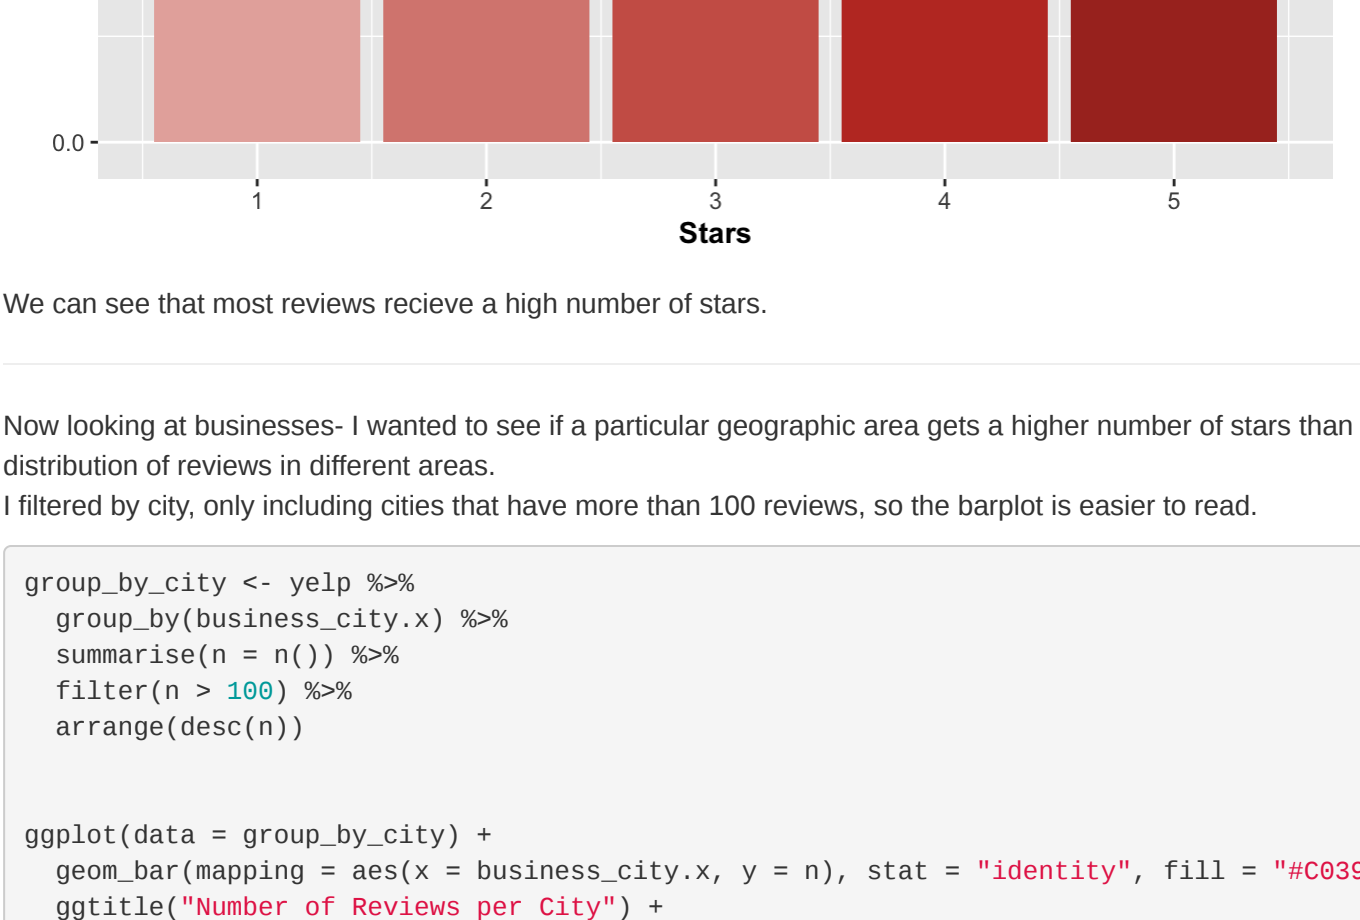 0.0
1 2 3 4 5
Stars
We can see that most reviews recieve a high number of stars.
Now looking at businesses- I wanted to see if a particular geographic area gets a higher number of stars than
distribution of reviews in different areas.
I filtered by city, only including cities that have more than 100 reviews, so the barplot is easier to read.
group_by_city <- yelp %>%
  group_by(business_city.x) %>%
  summarise(n = n()) %>%
  filter(n > 100) %>%
  arrange(desc(n))
ggplot(data = group_by_city) +
  geom_bar(mapping = aes(x = business_city.x, y = n), stat = "identity", fill = "#C039
  ggtitle("Number of Reviews per City") +